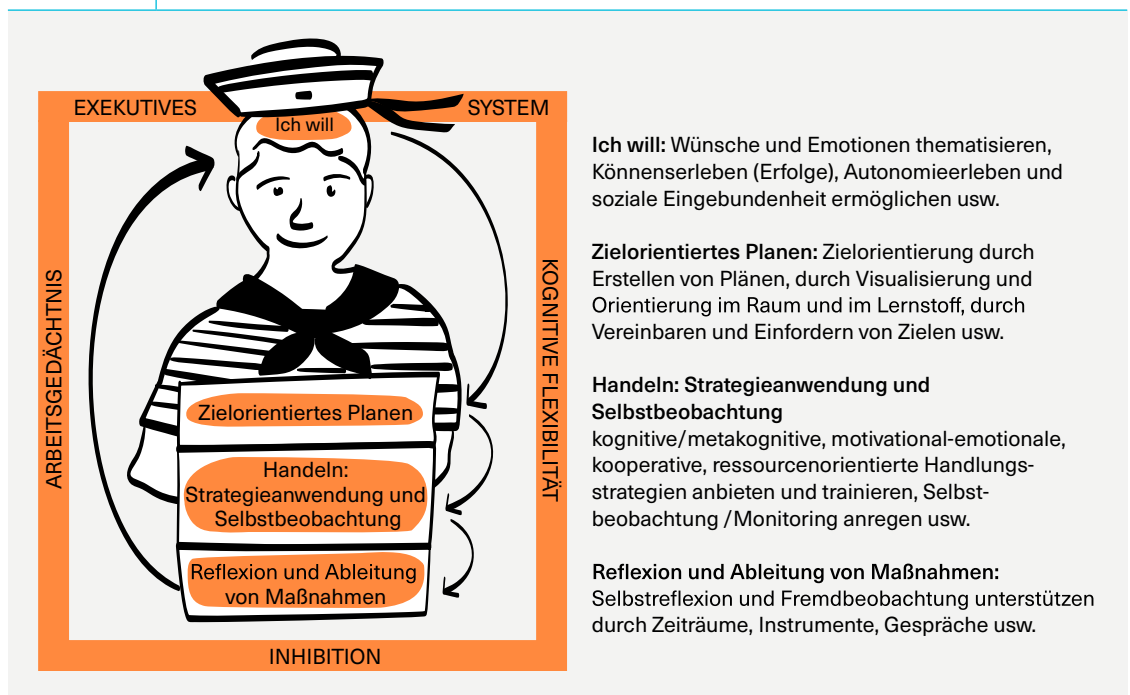 EXEKUTIVES SYSTEM
Ich will
ARBEITSGEDÄCHTNIS
KOGNITIVE FLEXIBILITÄT
Zielorientiertes Planen
Handeln:
Strategieanwendung und
Selbstbeobachtung
Reflexion und Ableitung
von Maßnahmen
INHIBITION
Ich will: Wünsche und Emotionen thematisieren,
Könnenserleben (Erfolge), Autonomieerleben und
soziale Eingebundenheit ermöglichen usw.
Zielorientiertes Planen: Zielorientierung durch
Erstellen von Plänen, durch Visualisierung und
Orientierung im Raum und im Lernstoff, durch
Vereinbaren und Einfordern von Zielen usw.
Handeln: Strategieanwendung und
Selbstbeobachtung
kognitive/metakognitive, motivational-emotionale,
kooperative, ressourcenorientierte Handlungs-
strategien anbieten und trainieren, Selbst-
beobachtung /Monitoring anregen usw.
Reflexion und Ableitung von Maßnahmen:
Selbstreflexion und Fremdbeobachtung unterstützen
durch Zeiträume, Instrumente, Gespräche usw.